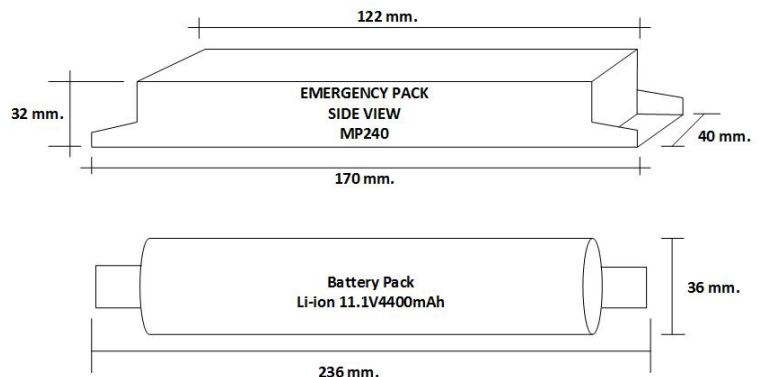 122 mm.
EMERGENCY PACK
SIDE VIEW
MP240
32 mm.
40 mm.
170 mm.
Battery Pack
Li-ion 11.1V4400mAh
36 mm.
236 mm.